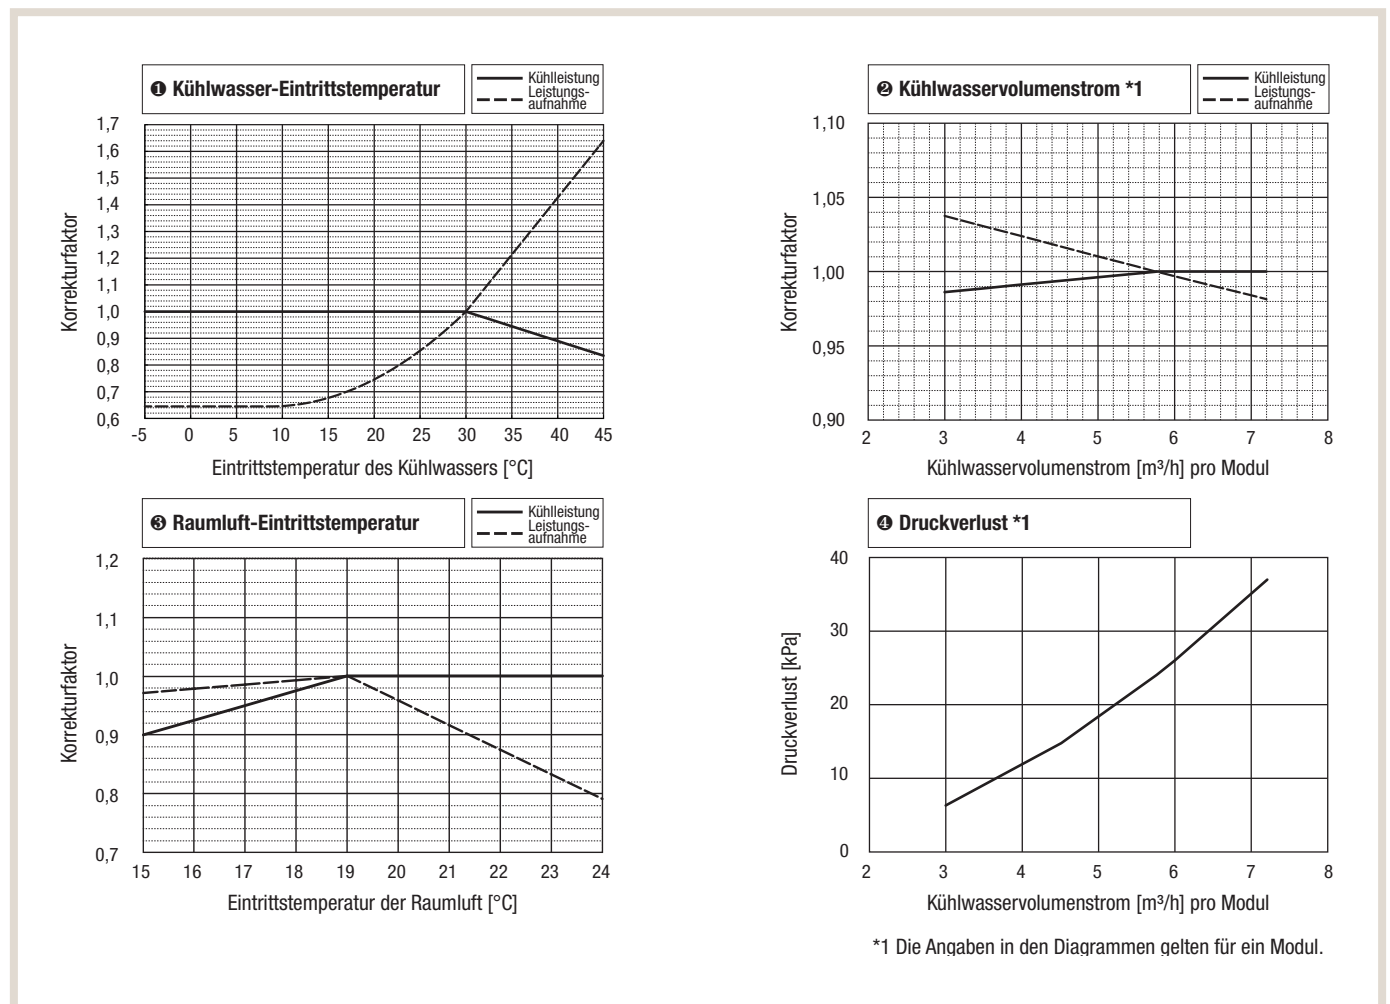 ❶ Kühlwasser-Eintrittstemperatur
Kühlleistung
Leistungs-
aufnahme
Korrekturfaktor
1,7
1,6
1,5
1,4
1,3
1,2
1,1
1,0
0,9
0,8
0,7
0,6
-5 0 5 10 15 20 25 30 35 40 45
Eintrittstemperatur des Kühlwassers [°C]
❷ Kühlwasservolumenstrom *1
Kühlleistung
Leistungs-
aufnahme
Korrekturfaktor
1,10
1,05
1,00
0,95
0,90
2 3 4 5 6 7 8
Kühlwasservolumenstrom [m³/h] pro Modul
❸ Raumluft-Eintrittstemperatur
Kühlleistung
Leistungs-
aufnahme
Korrekturfaktor
1,2
1,1
1,0
0,9
0,8
0,7
15 16 17 18 19 20 21 22 23 24
Eintrittstemperatur der Raumluft [°C]
❹ Druckverlust *1
Druckverlust [kPa]
40
30
20
10
0
2 3 4 5 6 7 8
Kühlwasservolumenstrom [m³/h] pro Modul
*1 Die Angaben in den Diagrammen gelten für ein Modul.